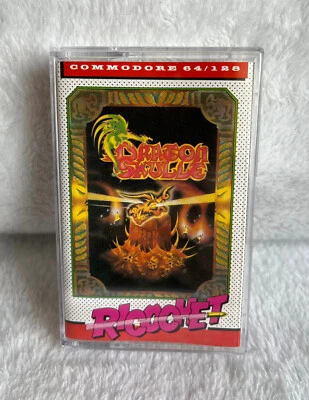 COMMODORE 64/128
DRAGON
SKULLE
RICOCHET